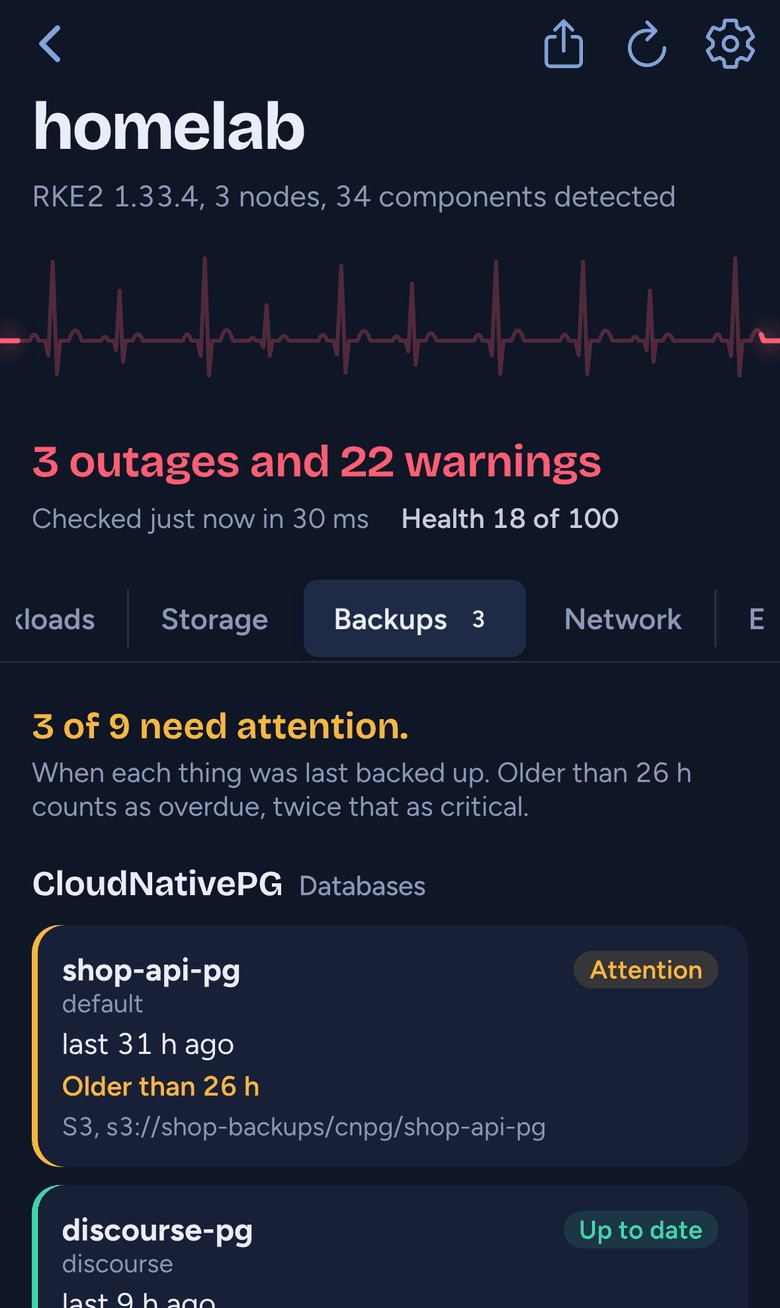 homelab
RKE2 1.33.4, 3 nodes, 34 components detected
3 outages and 22 warnings
Checked just now in 30 ms Health 18 of 100
kloads Storage Backups 3 Network E
3 of 9 need attention.
When each thing was last backed up. Older than 26 h
counts as overdue, twice that as critical.
CloudNativePG Databases
shop-api-pg Attention
default
last 31 h ago
Older than 26 h
S3, s3://shop-backups/cnpg/shop-api-pg
discourse-pg Up to date
discourse
last 9 h ago